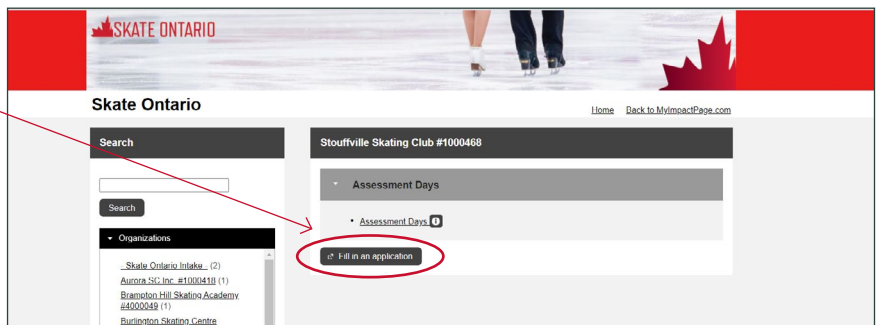 SKATE ONTARIO
Skate Ontario
Home Back to MyImpactPage.com
Search
Search
Organizations
_Skate Ontario Intake_ (2)
Aurora SC Inc. #1000418 (1)
Brampton Hill Skating Academy
#4000049 (1)
Burlington Skating Centre
Stouffville Skating Club #1000468
Assessment Days
• Assessment Days
Fill in an application